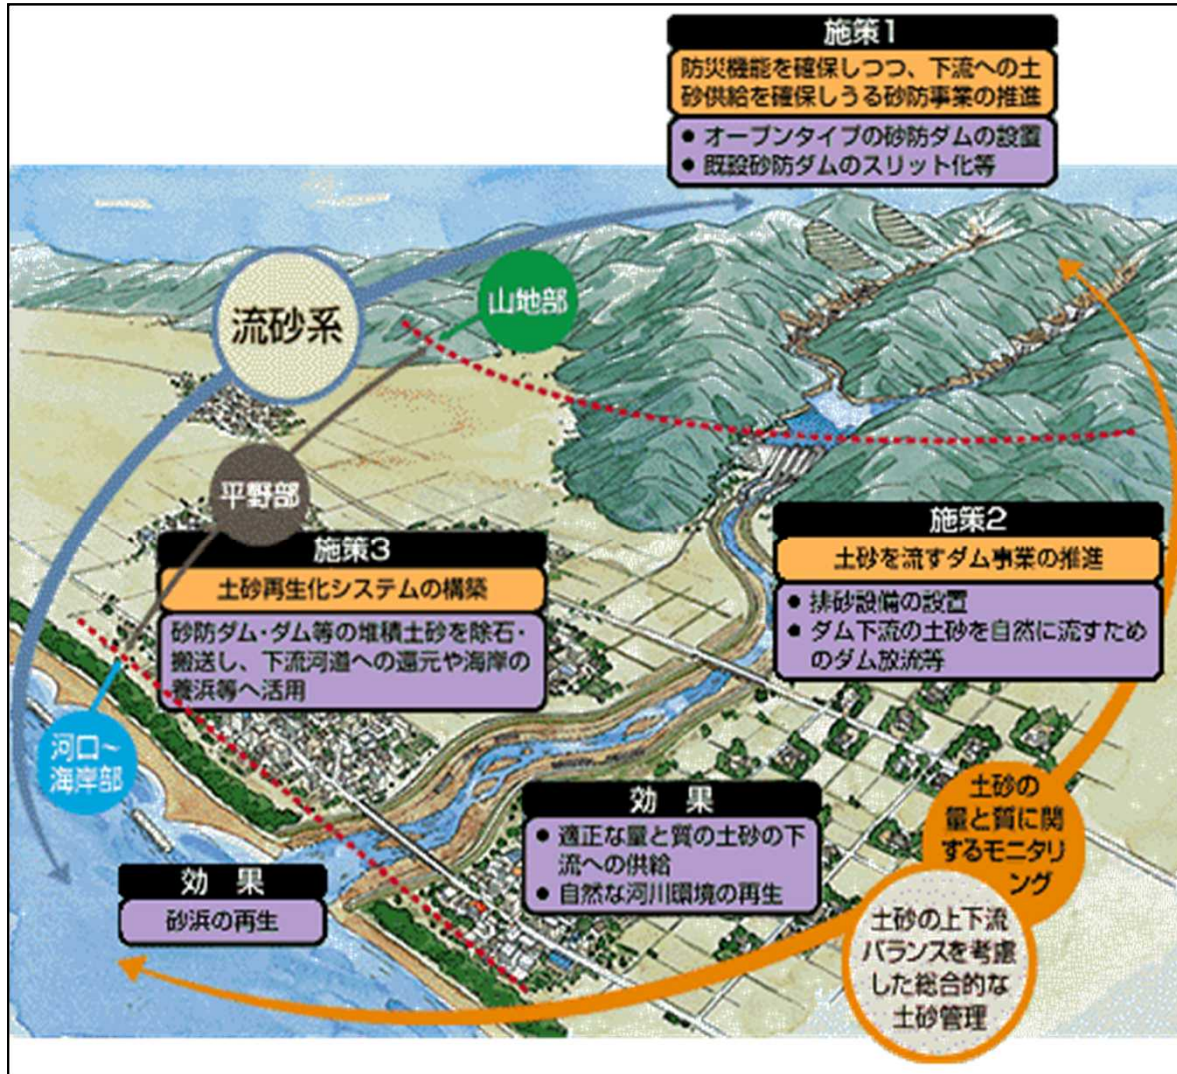 施策1
防災機能を確保しつつ、下流への土
砂供給を確保しうる砂防事業の推進
● オープンタイプの砂防ダムの設置
● 既設砂防ダムのスリット化等
流砂系
山地部
平野部
施策3
土砂再生化システムの構築
砂防ダム・ダム等の堆積土砂を除石・
搬送し、下流河道への還元や海岸の
養浜等へ活用
施策2
土砂を流すダム事業の推進
● 排砂設備の設置
● ダム下流の土砂を自然に流すため
のダム放流等
河口～
海岸部
効 果
● 適正な量と質の土砂の下
流への供給
● 自然な河川環境の再生
効 果
砂浜の再生
土砂の
量と質に関
するモニタリ
ング
土砂の上下流
バランスを考慮
した総合的な
土砂管理